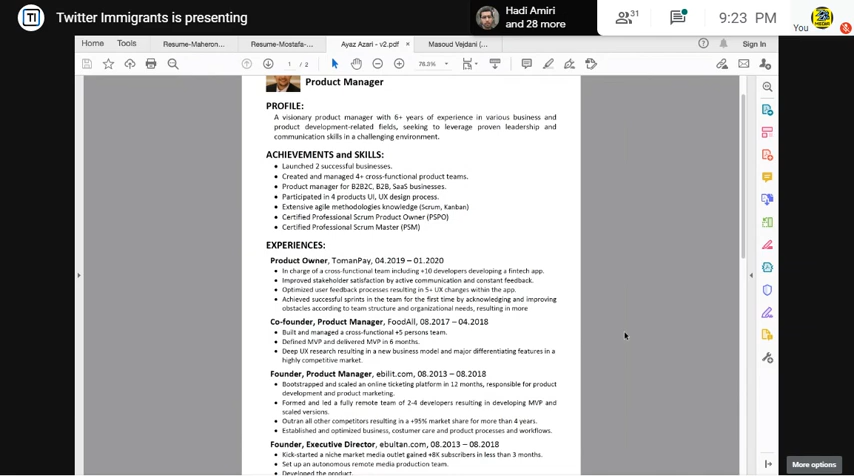 Twitter Immigrants is presenting
Hadi Amiri
and 28 more
31
9:23 PM
You
Home
Tools
Resume-Maheron...
Resume-Mostafa-...
Ayaz Azari - v2.pdf
Masoud Vejdani (...
Sign In
1 / 2
76.3%
Product Manager
PROFILE:
A visionary product manager with 6+ years of experience in various business and
product development-related fields, seeking to leverage proven leadership and
communication skills in a challenging environment.
ACHIEVEMENTS and SKILLS:
• Launched 2 successful businesses.
• Created and managed 4+ cross-functional product teams.
• Product manager for B2B2C, B2B, SaaS businesses.
• Participated in 4 products UI, UX design process.
• Extensive agile methodologies knowledge (Scrum, Kanban)
• Certified Professional Scrum Product Owner (PSPO)
• Certified Professional Scrum Master (PSM)
EXPERIENCES:
Product Owner, TomanPay, 04.2019 – 01.2020
• In charge of a cross-functional team including +10 developers developing a fintech app.
• Improved stakeholder satisfaction by active communication and constant feedback.
• Optimized user feedback processes resulting in 5+ UX changes within the app.
• Achieved successful sprints in the team for the first time by acknowledging and improving
obstacles according to team structure and organizational needs, resulting in more
Co-founder, Product Manager, FoodAll, 08.2017 – 04.2018
• Built and managed a cross-functional +5 persons team.
• Defined MVP and delivered MVP in 6 months.
• Deep UX research resulting in a new business model and major differentiating features in a
highly competitive market.
Founder, Product Manager, ebilit.com, 08.2013 – 08.2018
• Bootstrapped and scaled an online ticketing platform in 12 months, responsible for product
development and product marketing.
• Formed and led a fully remote team of 2-4 developers resulting in developing MVP and
scaled versions.
• Outran all other competitors resulting in a +95% market share for more than 4 years.
• Established and optimized business, costumer care and product processes and workflows.
Founder, Executive Director, ebultan.com, 08.2013 – 08.2018
• Kick-started a niche market media outlet gained +8K subscribers in less than 3 months.
• Set up an autonomous remote media production team.
• Developed the product.
More options